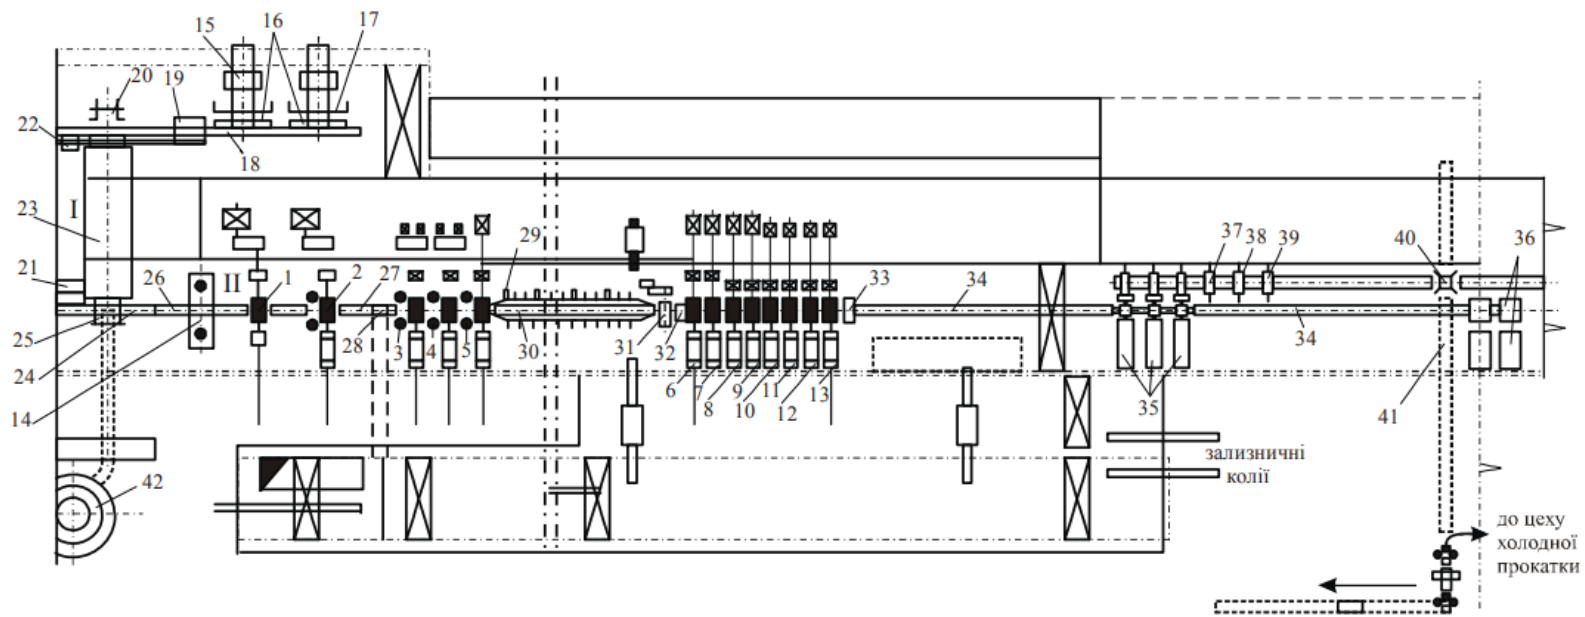 15 16 17
20 19
22
18
23 I
21 26 II 1 2 27 29
37 38 39 40 36
33 34
25 28 3 4 5 30 31 32 34
24
14
6 7 8 9 10 11 12 13
35 41
42
зализничні
колії
до цеху
холодної
прокатки